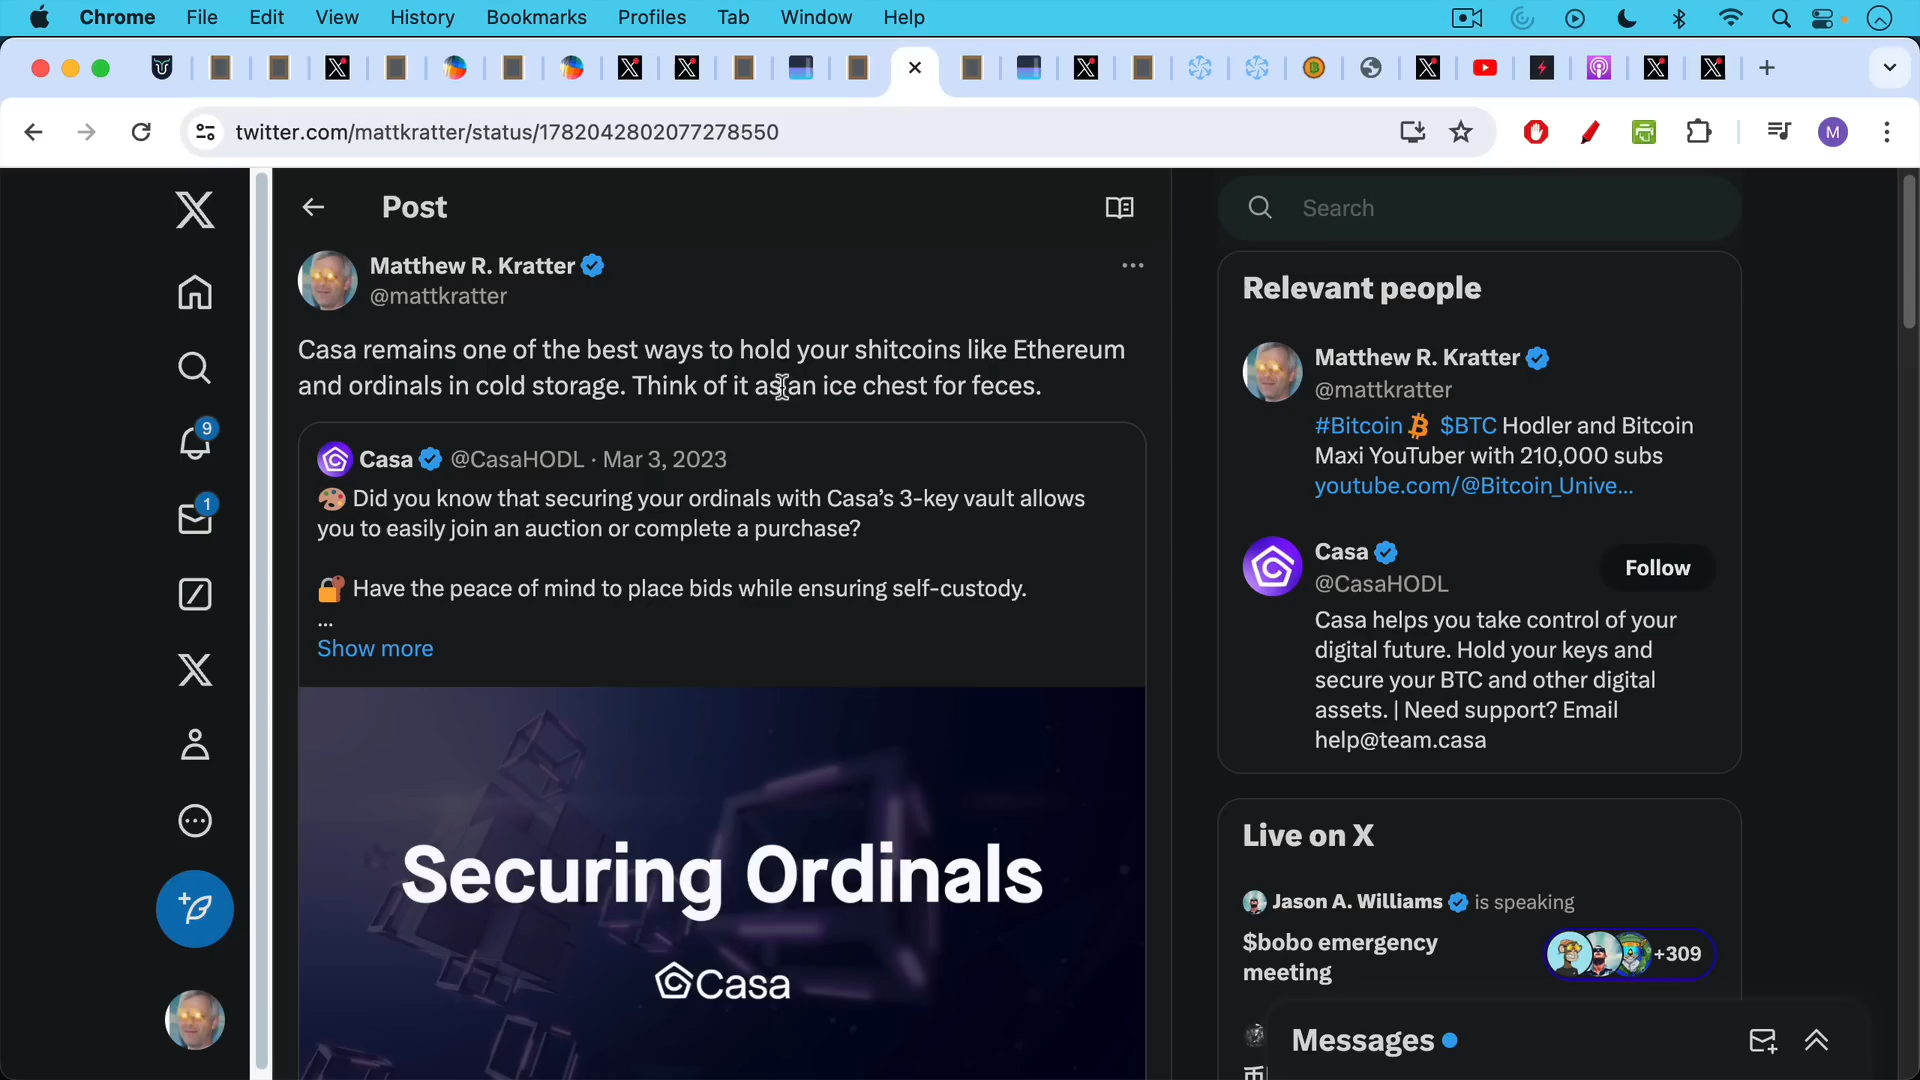 Chrome File Edit View History Bookmarks Profiles Tab Window Help
twitter.com/mattkratter/status/1782042802077278550
M
Post
Search
Matthew R. Kratter
@mattkratter
Casa remains one of the best ways to hold your shitcoins like Ethereum
and ordinals in cold storage. Think of it as an ice chest for feces.
Casa @CasaHODL · Mar 3, 2023
Did you know that securing your ordinals with Casa’s 3-key vault allows
you to easily join an auction or complete a purchase?
Have the peace of mind to place bids while ensuring self-custody.
...
Show more
Securing Ordinals
Casa
9
1
Relevant people
Matthew R. Kratter
@mattkratter
#Bitcoin $BTC Hodler and Bitcoin
Maxi YouTuber with 210,000 subs
youtube.com/@Bitcoin_Unive...
Casa
@CasaHODL
Follow
Casa helps you take control of your
digital future. Hold your keys and
secure your BTC and other digital
assets. | Need support? Email
help@team.casa
Live on X
Jason A. Williams is speaking
$bobo emergency
meeting
+309
Messages